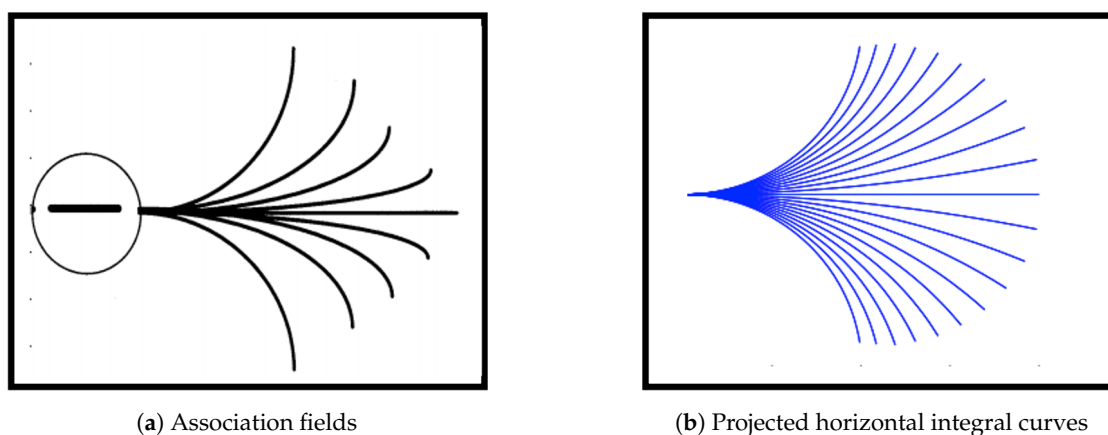 (a) Association fields
(b) Projected horizontal integral curves